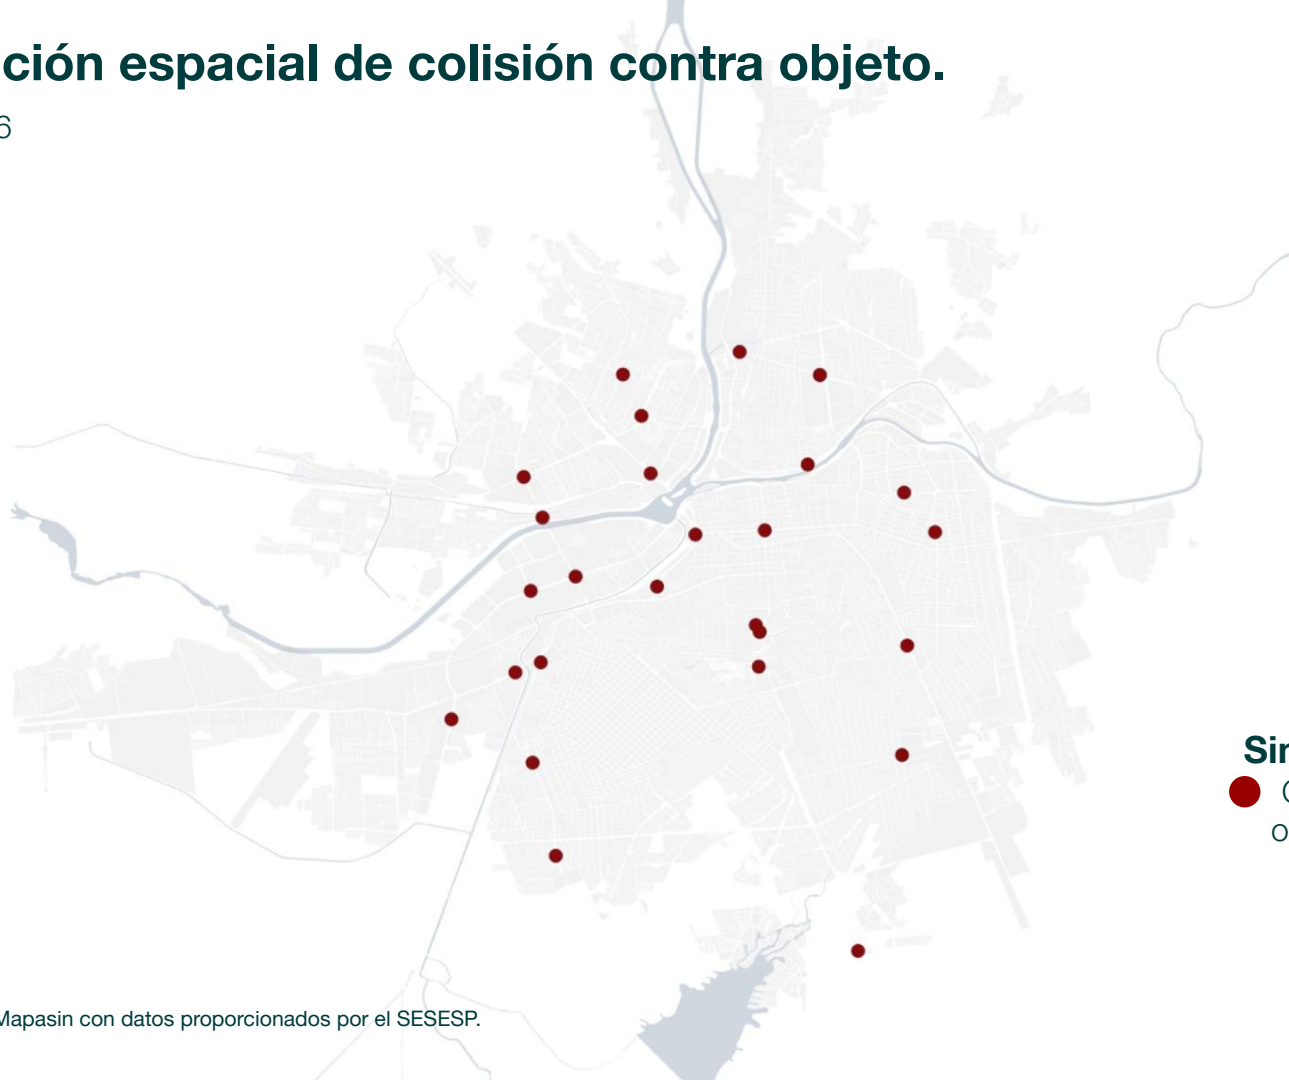 ción espacial de colisión contra objeto.
6
Mapasin con datos proporcionados por el SESESP.